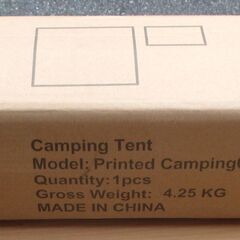 Camping Tent
Model: Printed Camping
Quantity:1pcs
Gross Weight: 4.25 KG
MADE IN CHINA